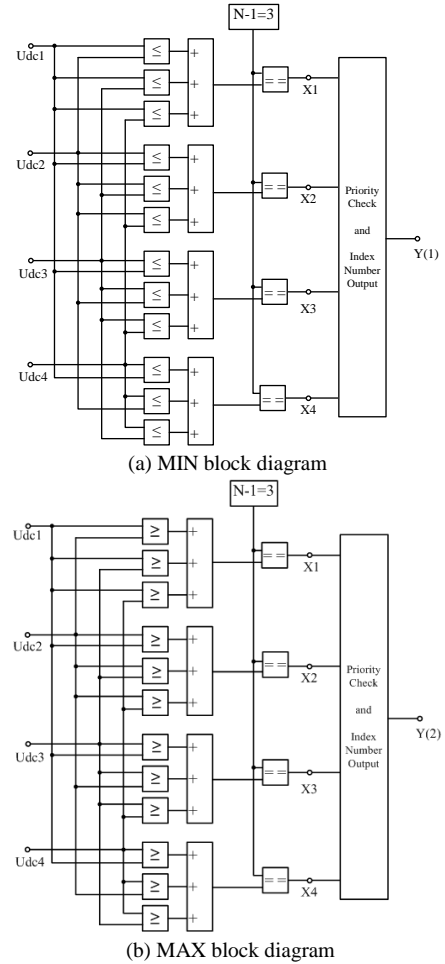 N-1=3
Udc1
≤
+
≤
+
≤
+
==
X1
Udc2
≤
+
≤
+
≤
+
==
X2
Udc3
≤
+
≤
+
≤
+
==
X3
Udc4
≤
+
≤
+
≤
+
==
X4
Priority
Check
and
Index
Number
Output
Y(1)
(a) MIN block diagram
N-1=3
Udc1
≥
+
≥
+
≥
+
==
X1
Udc2
≥
+
≥
+
≥
+
==
X2
Udc3
≥
+
≥
+
≥
+
==
X3
Udc4
≥
+
≥
+
≥
+
==
X4
Priority
Check
and
Index
Number
Output
Y(2)
(b) MAX block diagram